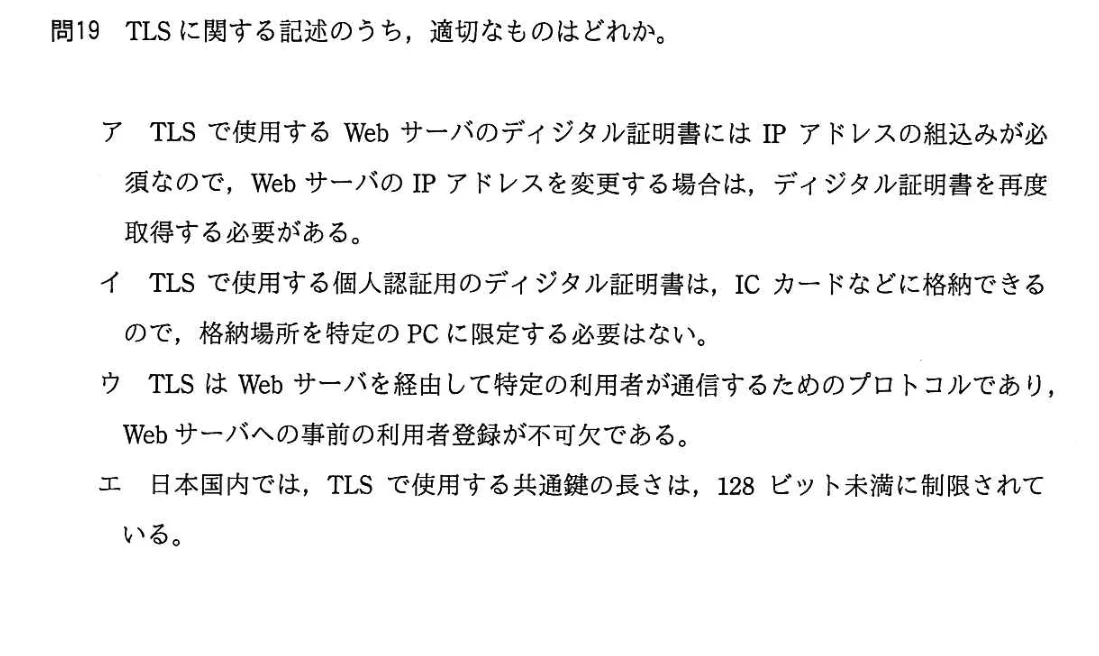 問19 TLSに関する記述のうち，適切なものはどれか。
ア TLS で使用する Web サーバのディジタル証明書には IP アドレスの組込みが必
須なので，Web サーバの IP アドレスを変更する場合は，ディジタル証明書を再度
取得する必要がある。
イ TLS で使用する個人認証用のディジタル証明書は，IC カードなどに格納できる
ので，格納場所を特定の PC に限定する必要はない。
ウ TLS は Web サーバを経由して特定の利用者が通信するためのプロトコルであり，
Web サーバへの事前の利用者登録が不可欠である。
エ 日本国内では，TLS で使用する共通鍵の長さは，128 ビット未満に制限されて
いる。